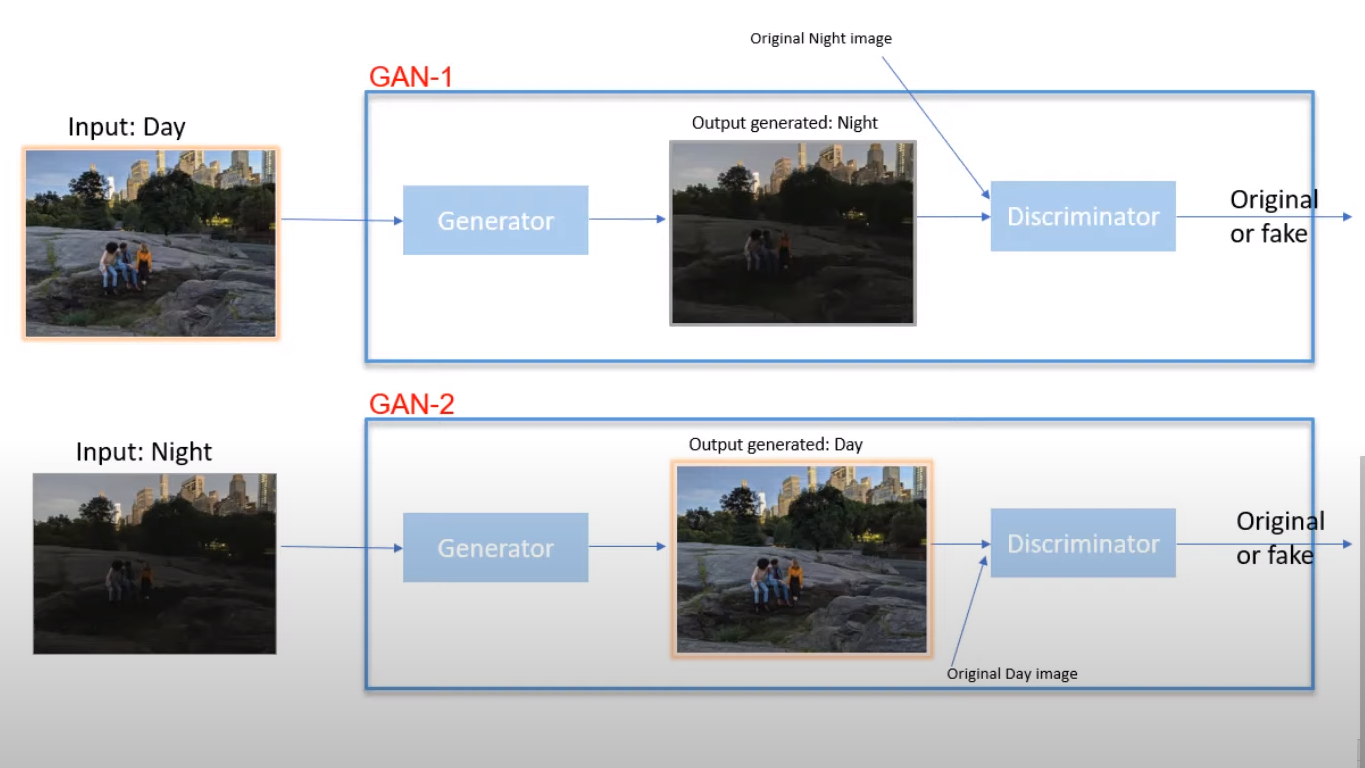 Original Night image
GAN-1
Input: Day
Output generated: Night
Generator
Discriminator
Original
or fake
GAN-2
Input: Night
Output generated: Day
Generator
Discriminator
Original
or fake
Original Day image